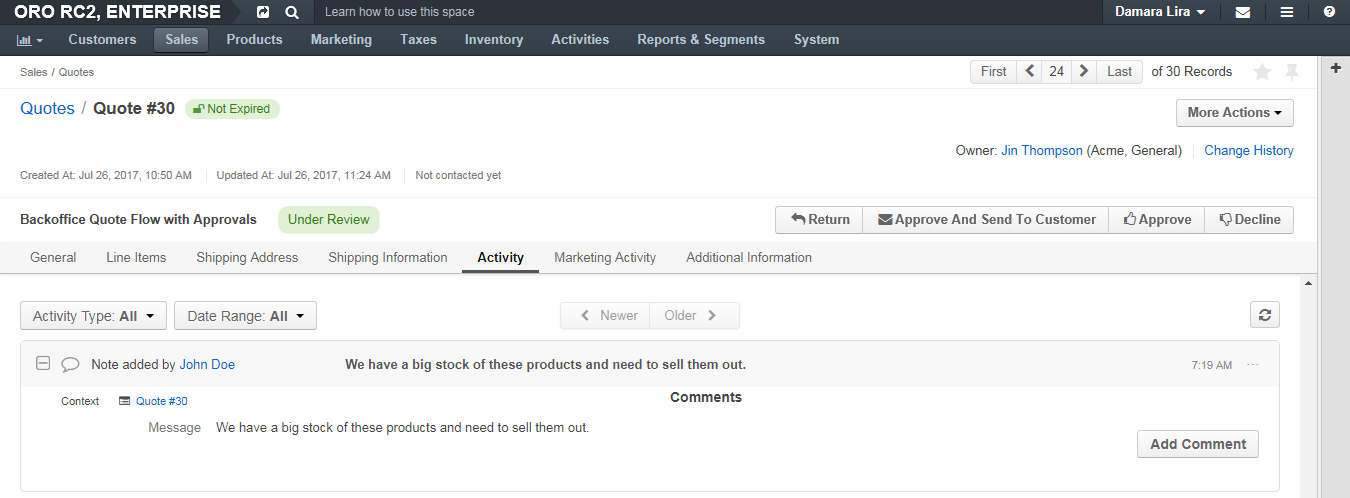 ORO RC2, ENTERPRISE Learn how to use this space Damara Lira
Customers Sales Products Marketing Taxes Inventory Activities Reports & Segments System
Sales / Quotes First 24 Last of 30 Records
Quotes / Quote #30 Not Expired More Actions
Owner: Jin Thompson (Acme, General) Change History
Created At: Jul 26, 2017, 10:50 AM Updated At: Jul 26, 2017, 11:24 AM Not contacted yet
Backoffice Quote Flow with Approvals Under Review Return Approve And Send To Customer Approve Decline
General Line Items Shipping Address Shipping Information Activity Marketing Activity Additional Information
Activity Type: All Date Range: All Newer Older
Note added by John Doe We have a big stock of these products and need to sell them out. 7:19 AM ...
Context Quote #30 Comments
Message We have a big stock of these products and need to sell them out.
Add Comment